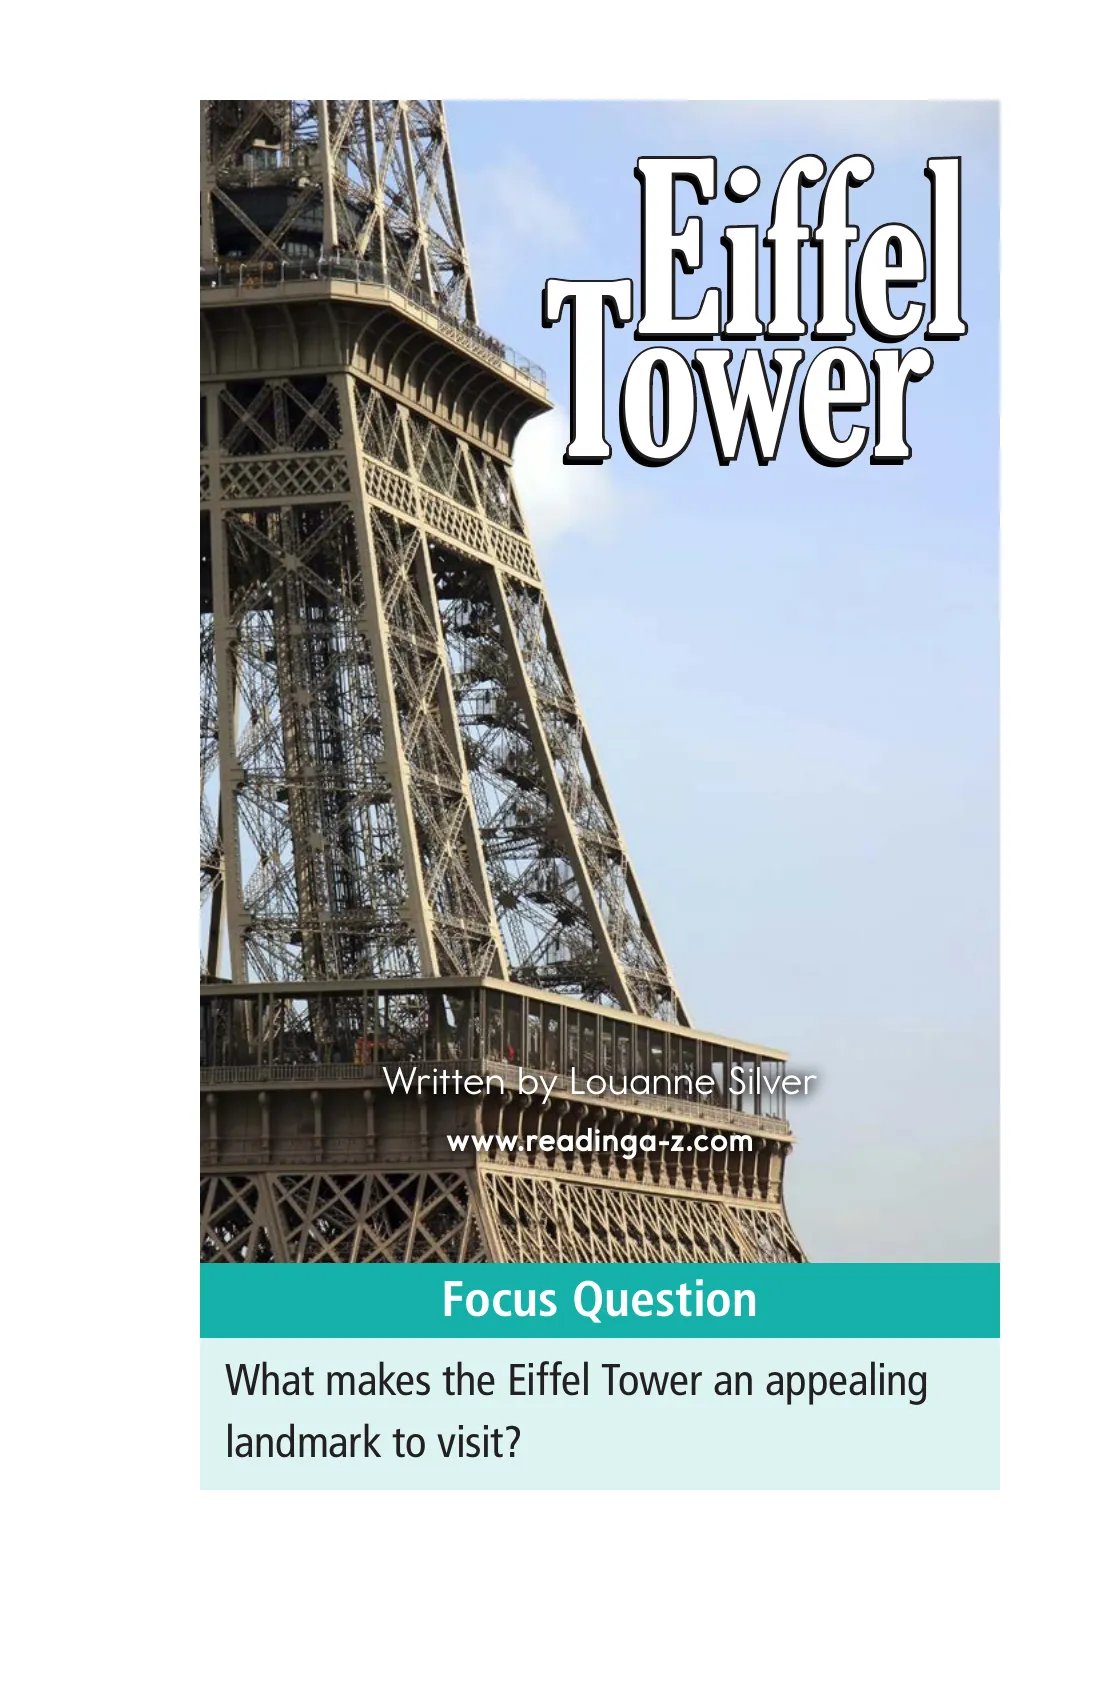 Eiffel
Tower
Written by Louanne Silver
www.readinga-z.com
Focus Question
What makes the Eiffel Tower an appealing
landmark to visit?